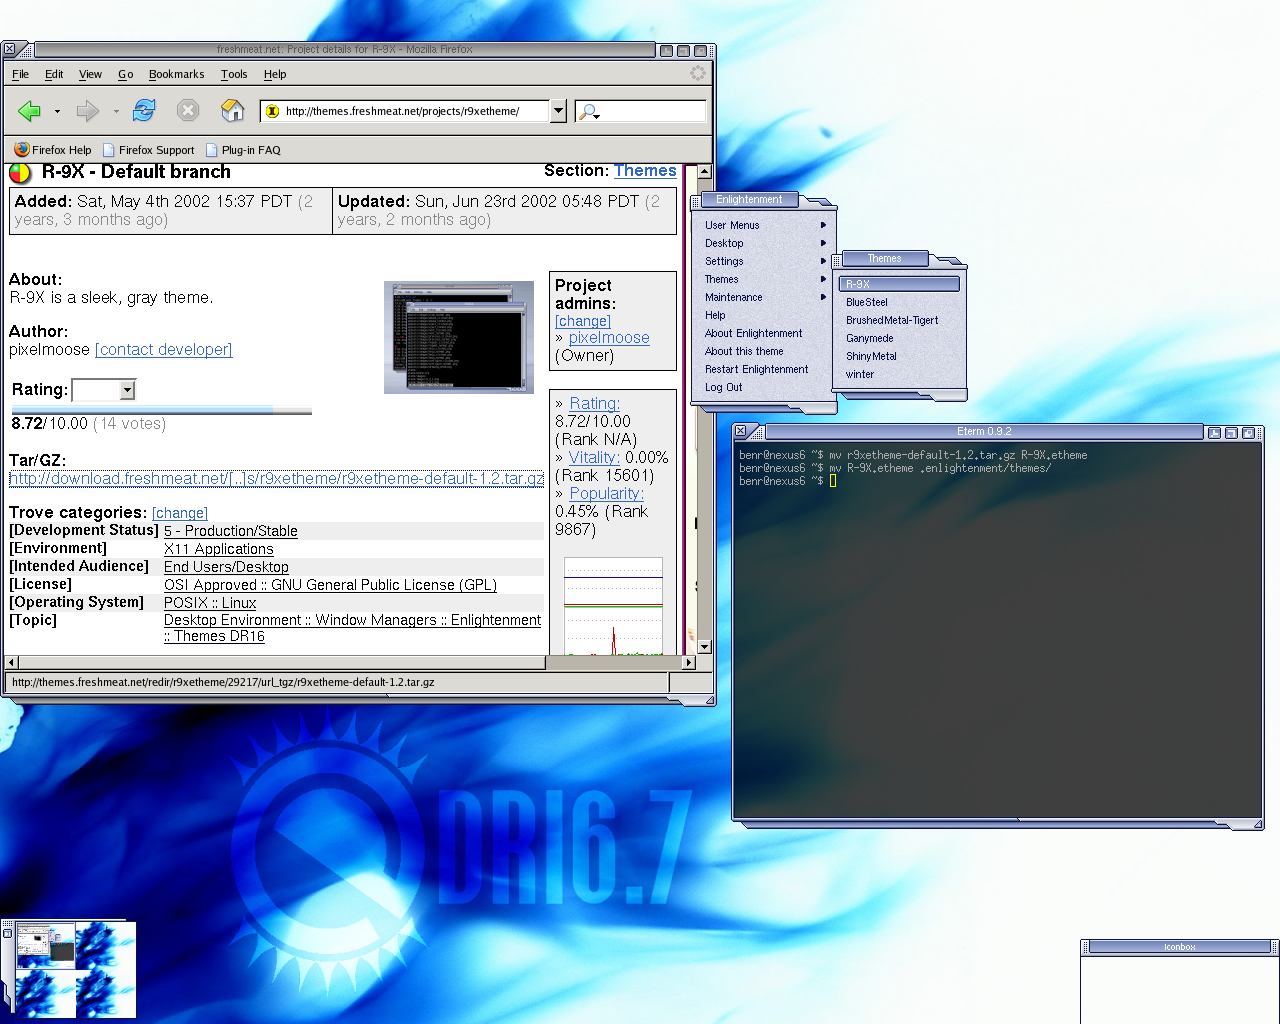 freshmeat.net: Project details for R-9X - Mozilla Firefox
File Edit View Go Bookmarks Tools Help
http://themes.freshmeat.net/projects/r9xetheme/
Firefox Help Firefox Support Plug-in FAQ
R-9X - Default branch
Section: Themes
Added: Sat, May 4th 2002 15:37 PDT (2
years, 3 months ago)
Updated: Sun, Jun 23rd 2002 05:48 PDT (2
years, 2 months ago)
About:
R-9X is a sleek, gray theme.
Author:
pixelmoose [contact developer]
Rating:
8.72/10.00 (14 votes)
Tar/GZ:
http://download.freshmeat.net/[..]s/r9xetheme/r9xetheme-default-1.2.tar.gz
Trove categories: [change]
[Development Status] 5 - Production/Stable
[Environment] X11 Applications
[Intended Audience] End Users/Desktop
[License] OSI Approved :: GNU General Public License (GPL)
[Operating System] POSIX :: Linux
[Topic] Desktop Environment :: Window Managers :: Enlightenment
:: Themes DR16
Project
admins:
[change]
» pixelmoose
(Owner)
» Rating:
8.72/10.00
(Rank N/A)
» Vitality: 0.00%
(Rank 15601)
» Popularity:
0.45% (Rank
9867)
http://themes.freshmeat.net/redir/r9xetheme/29217/url_tgz/r9xetheme-default-1.2.tar.gz
Enlightenment
User Menus
Desktop
Settings
Themes
Maintenance
Help
About Enlightenment
About this theme
Restart Enlightenment
Log Out
Themes
R-9X
BlueSteel
BrushedMetal-Tigert
Ganymede
ShinyMetal
winter
Eterm 0.9.2
benr@nexus6 ~$ mv r9xetheme-default-1.2.tar.gz R-9X.etheme
benr@nexus6 ~$ mv R-9X.etheme .enlightenment/themes/
benr@nexus6 ~$
DR16.7
Iconbox